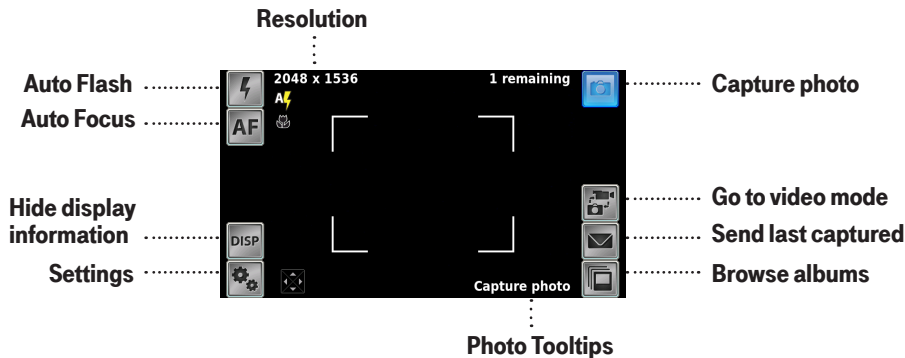 Resolution
Auto Flash
2048 x 1536
1 remaining
Capture photo
A
Auto Focus
AF
Hide display
information
DISP
Go to video mode
Send last captured
Settings
Capture photo
Browse albums
Photo Tooltips